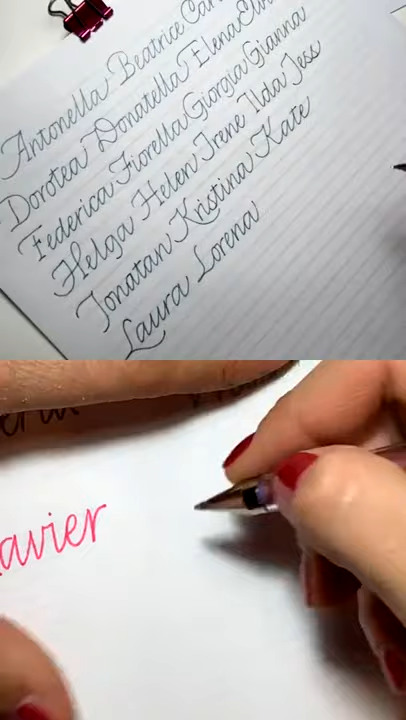 Antonella Beatrice
Dorotea Donatella Elena
Federica Fiorella Giorgia Gianna
Helga Helen Irene Ilda Jess
Jonatan Kristina Kate
Laura Lorena
avier